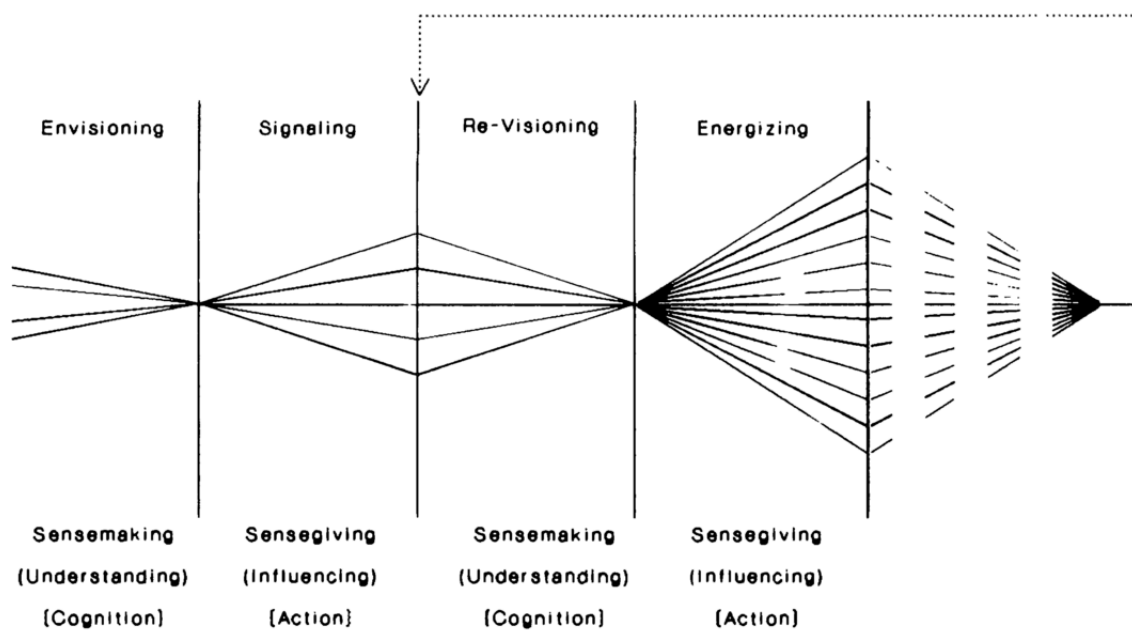 Envisioning
Signaling
Re-Visioning
Energizing
Sensemaking
(Understanding)
[Cognition]
Sensegiving
(Influencing)
[Action]
Sensemaking
(Understanding)
[Cognition]
Sensegiving
(Influencing)
[Action]